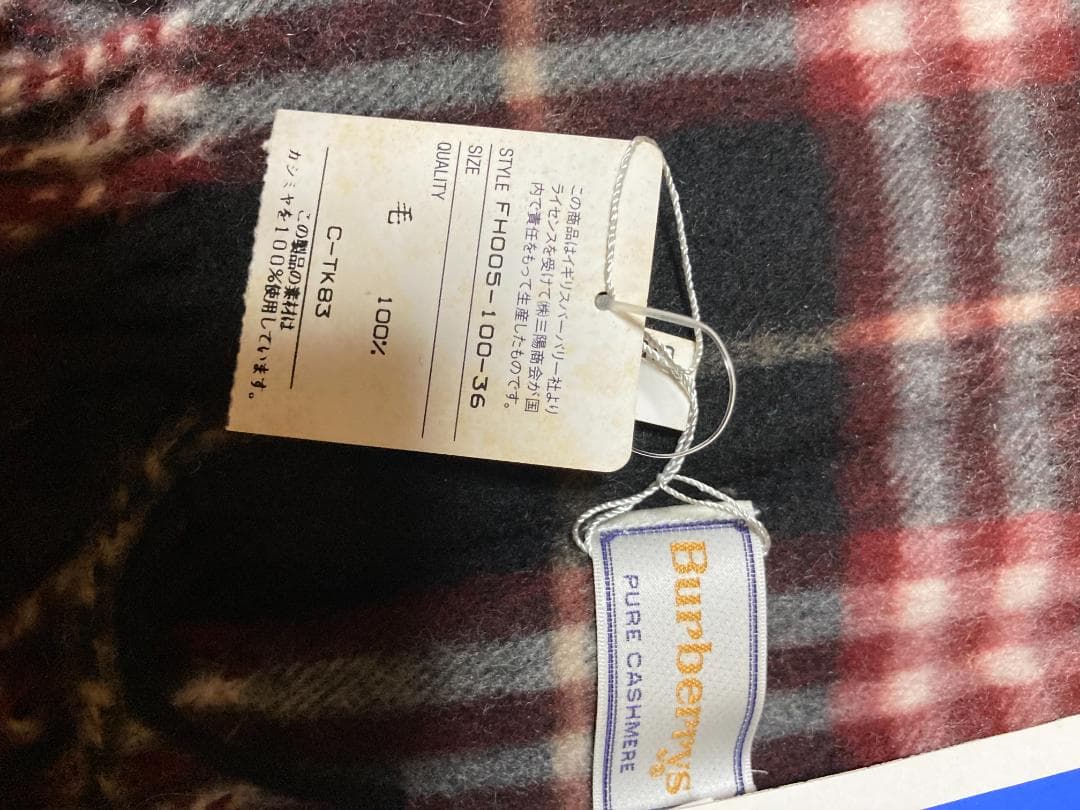 この商品はイギリスバーバリー社より
ライセンスを受けて㈱三陽商会が国
内で責任をもって生産したものです。
STYLE FH005-100-36
SIZE
QUALITY
毛 100%
C-TK83
この製品の素材は
カシミヤを100%使用しています。
Burberrys
PURE CASHMERE